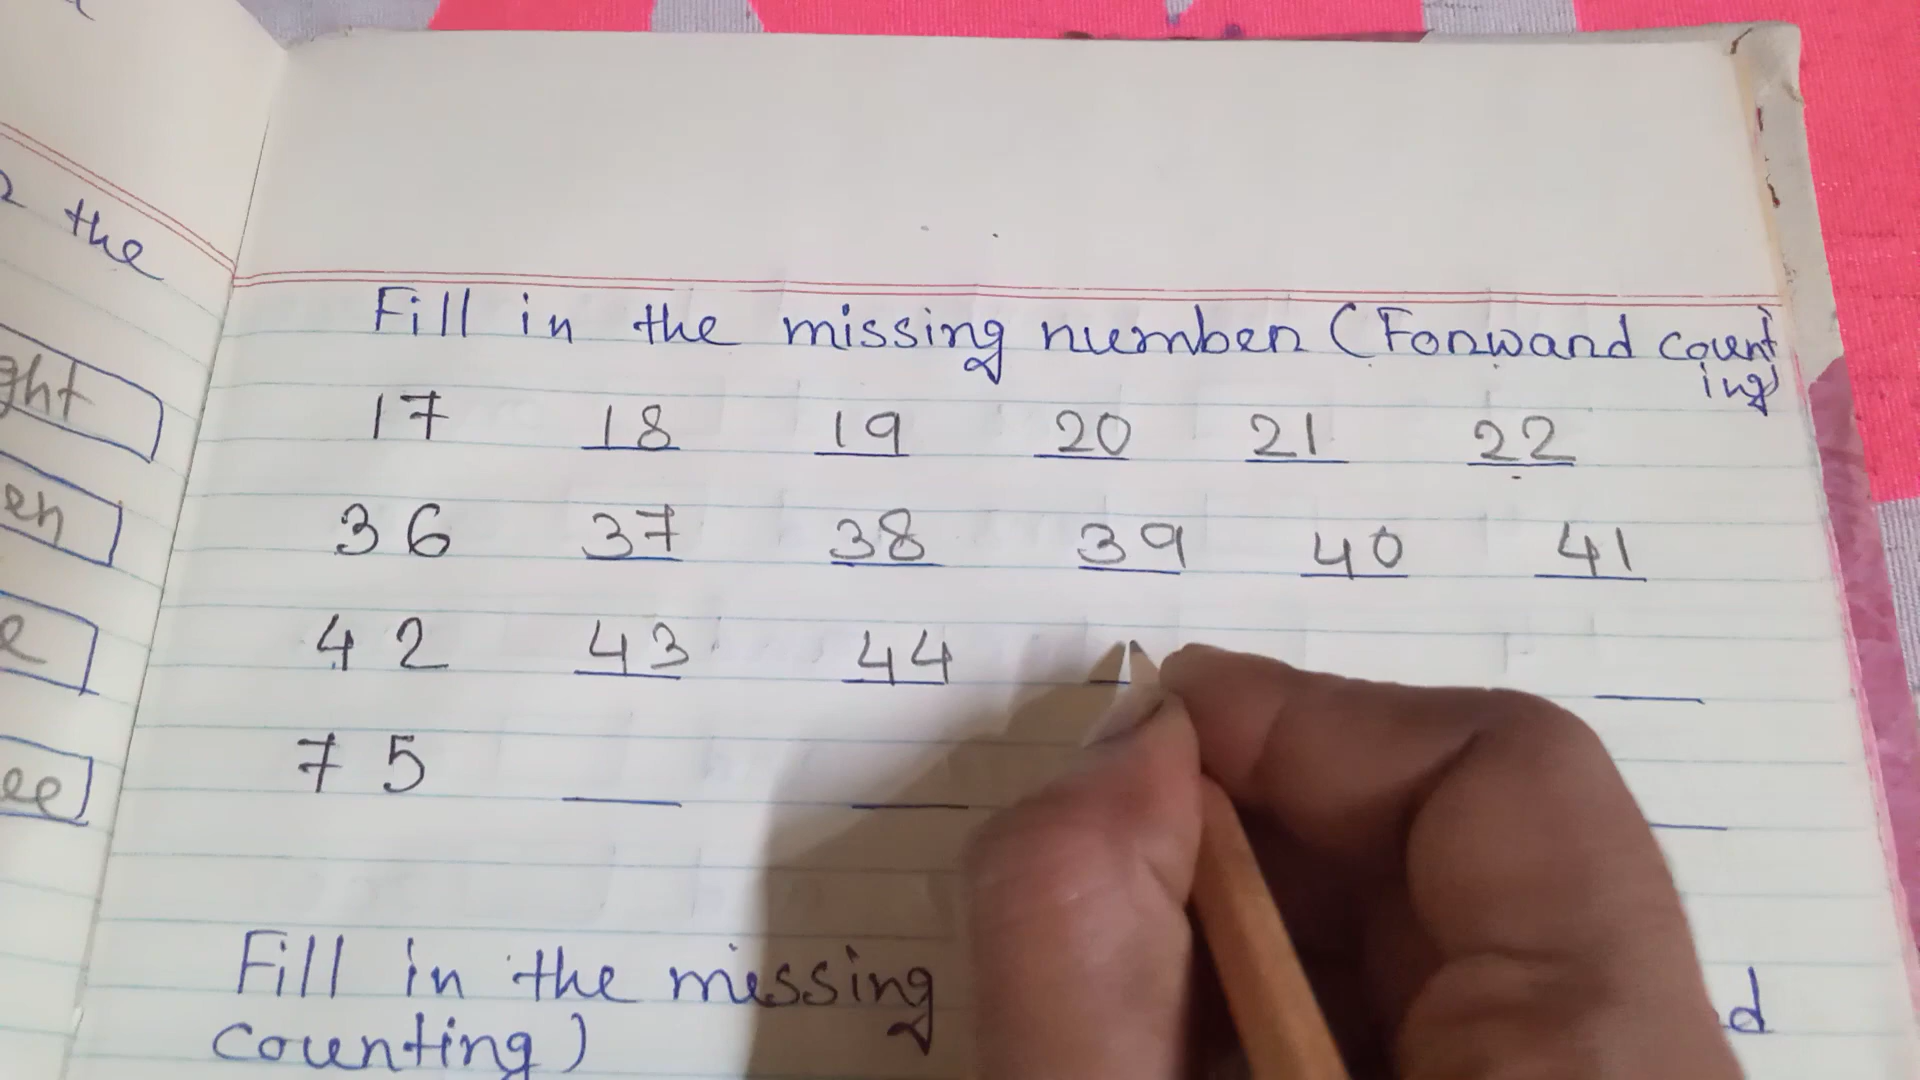 the
ght
en
e
ee
Fill in the missing number (Forward count
ing)
17 18 19 20 21 22
36 37 38 39 40 41
42 43 44
75
Fill in the missing d
counting)